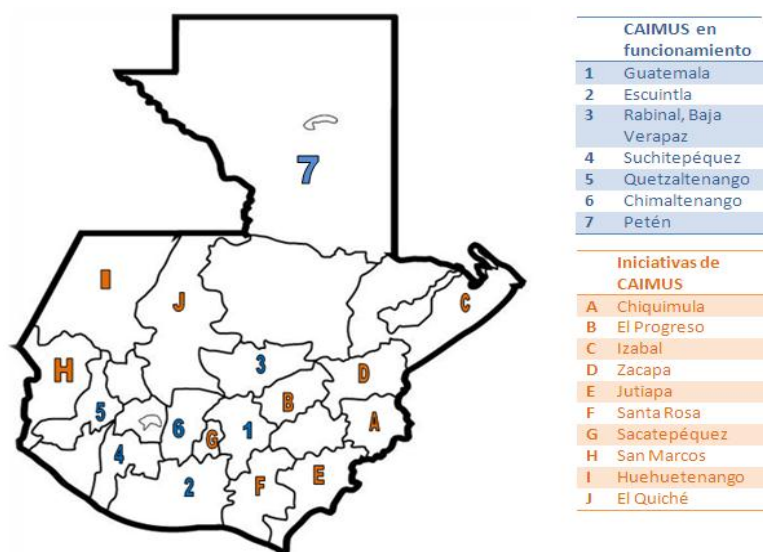 7
I
J
C
H
3
D
5
B
6
G
1
A
4
2
F
E
CAIMUS en
funcionamiento
1 Guatemala
2 Escuintla
3 Rabinal, Baja
Verapaz
4 Suchitepéquez
5 Quetzaltenango
6 Chimaltenango
7 Petén
Iniciativas de
CAIMUS
A Chiquimula
B El Progreso
C Izabal
D Zacapa
E Jutiapa
F Santa Rosa
G Sacatepéquez
H San Marcos
I Huehuetenango
J El Quiché